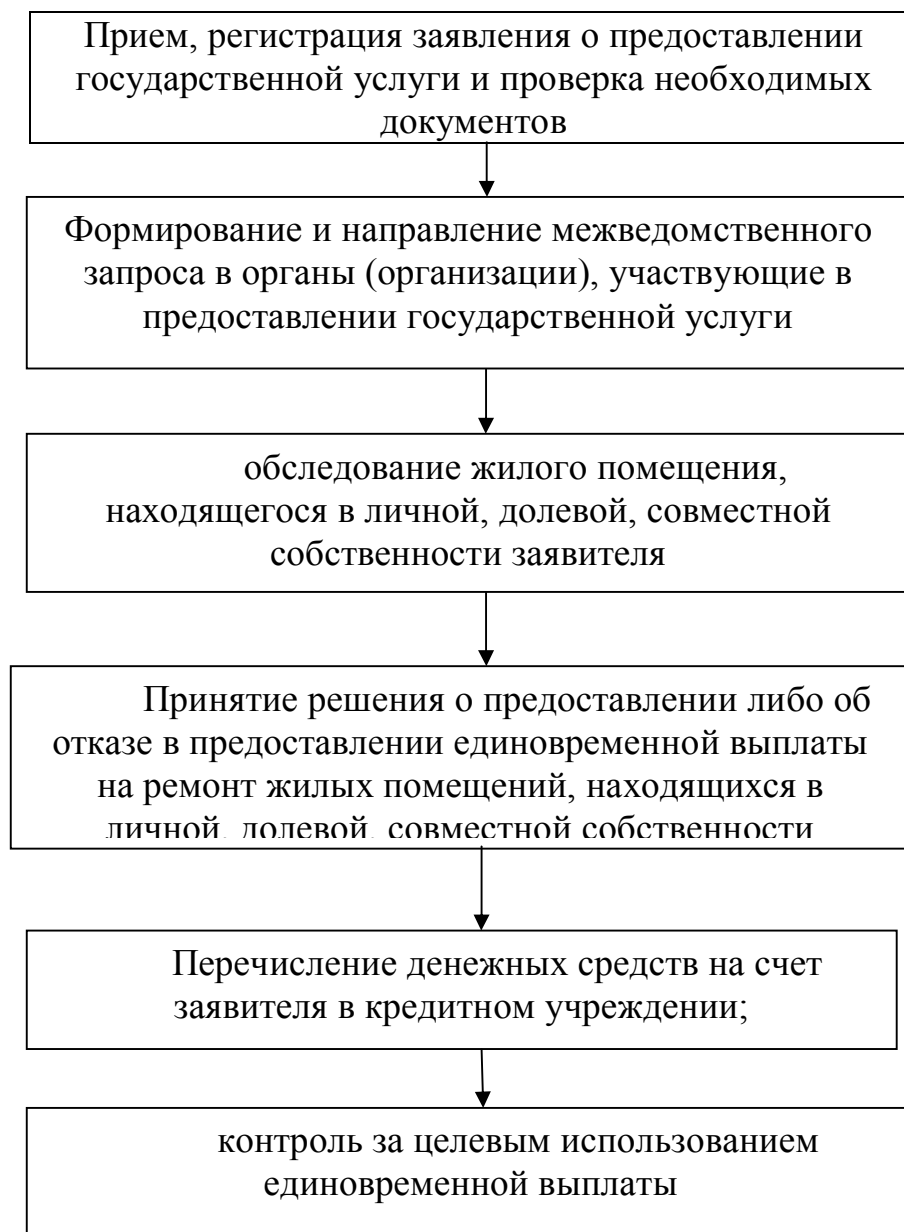 Прием, регистрация заявления о предоставлении
государственной услуги и проверка необходимых
документов
Формирование и направление межведомственного
запроса в органы (организации), участвующие в
предоставлении государственной услуги
обследование жилого помещения,
находящегося в личной, долевой, совместной
собственности заявителя
Принятие решения о предоставлении либо об
отказе в предоставлении единовременной выплаты
на ремонт жилых помещений, находящихся в
личной, долевой, совместной собственности
Перечисление денежных средств на счет
заявителя в кредитном учреждении;
контроль за целевым использованием
единовременной выплаты